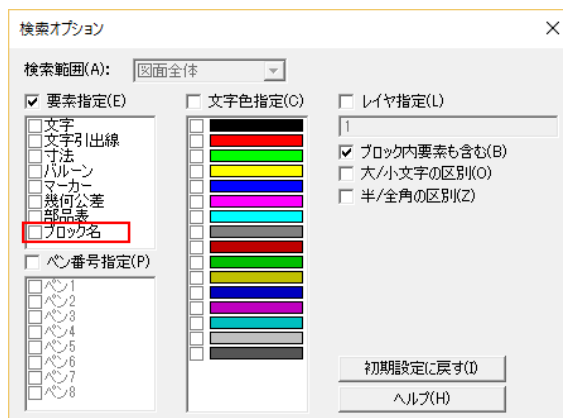 検索オプション
検索範囲(A): 図面全体
要素指定(E)
文字
文字引出線
寸法
バルーン
マーカー
幾何公差
部品表
ブロック名
ペン番号指定(P)
ペン1
ペン2
ペン3
ペン4
ペン5
ペン6
ペン7
ペン8
文字色指定(C)
レイヤ指定(L)
1
ブロック内要素も含む(B)
大/小文字の区別(O)
半/全角の区別(Z)
初期設定に戻す(I)
ヘルプ(H)